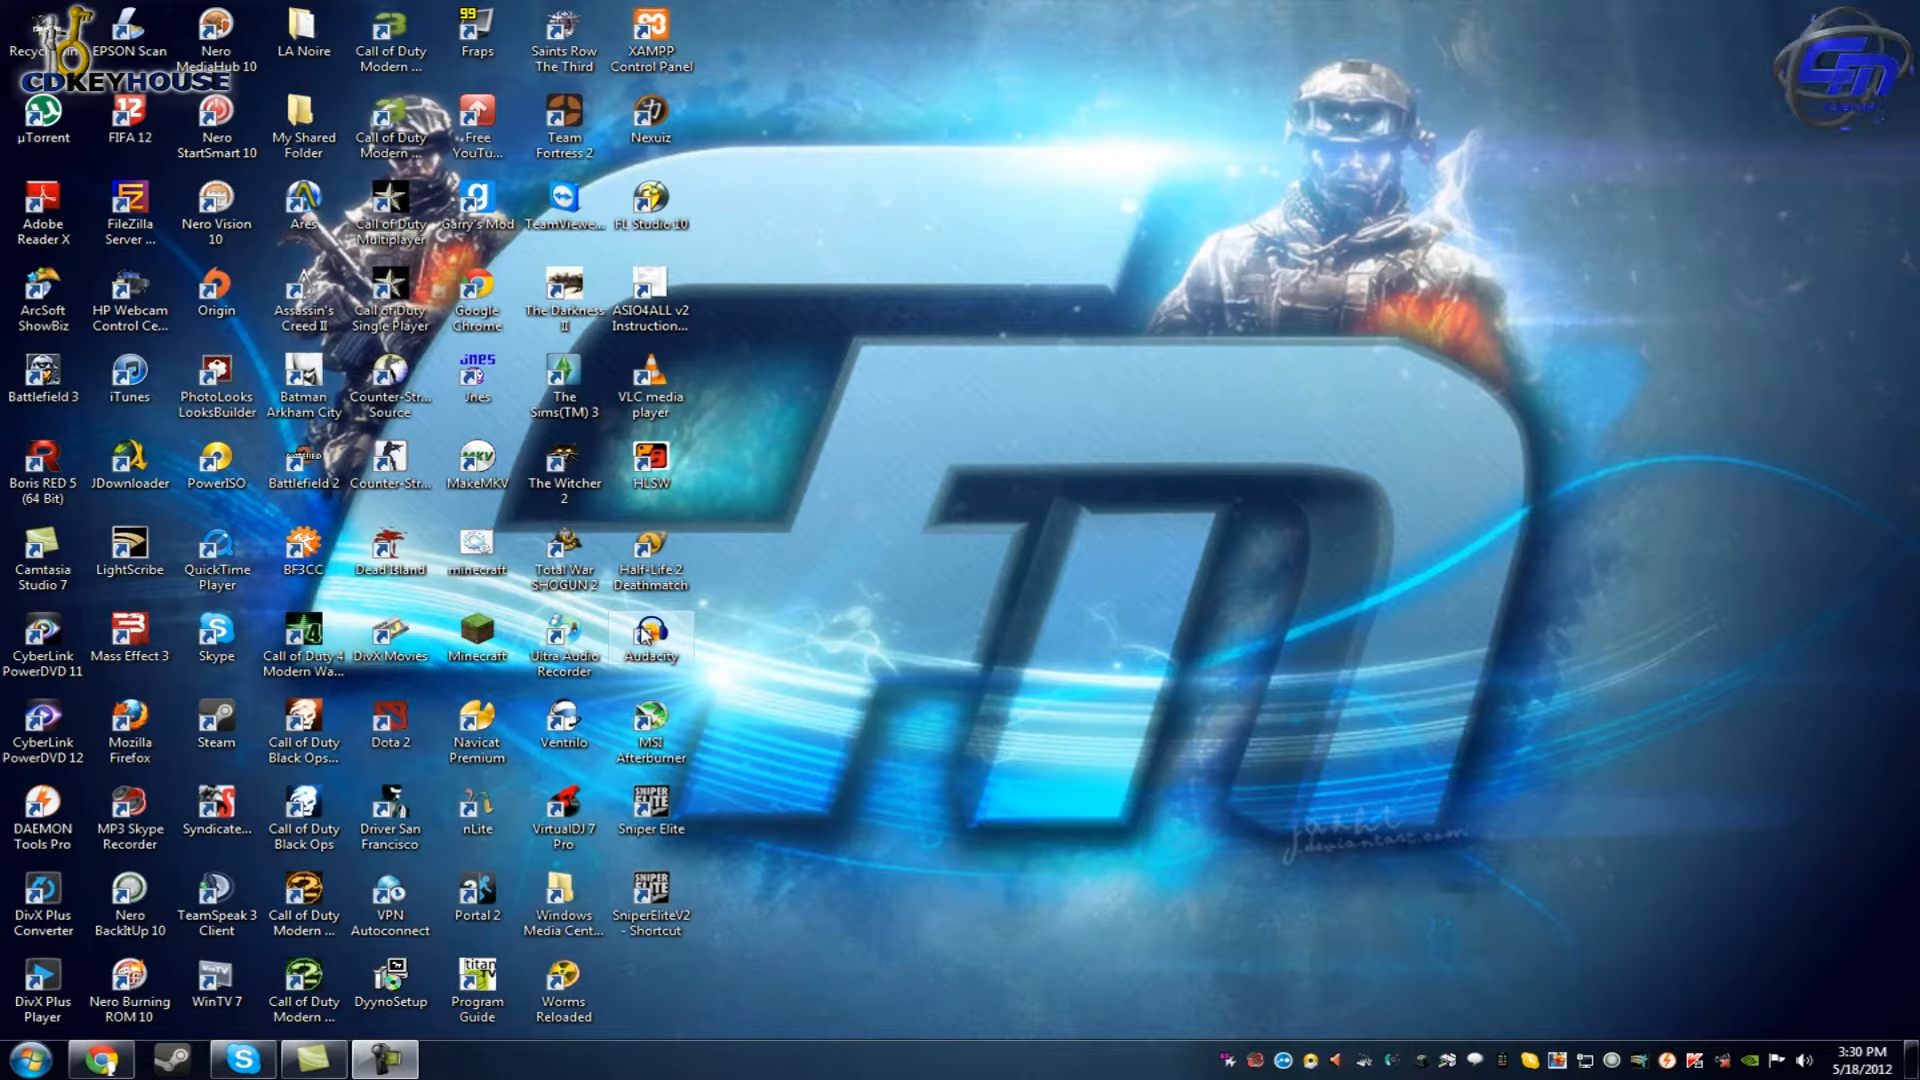 CDKEYHOUSE
EPSON Scan
Nero
MediaHub 10
LA Noire
Call of Duty
Modern ...
99
Fraps
Saints Row
The Third
XAMPP
Control Panel
µTorrent
12
FIFA 12
Nero
StartSmart 10
My Shared
Folder
Call of Duty
Modern ...
Free
YouTu...
Team
Fortress 2
Nexuiz
Adobe
Reader X
FileZilla
Server ...
Nero Vision
10
Ares
Call of Duty
Multiplayer
Garry's Mod
TeamViewe...
FL Studio 10
ArcSoft
ShowBiz
HP Webcam
Control Ce...
Origin
Assassin's
Creed II
Call of Duty
Single Player
Google
Chrome
The Darkness
II
ASIO4ALL v2
Instruction...
Battlefield 3
iTunes
PhotoLooks
LooksBuilder
Batman
Arkham City
Counter-Str...
Source
jnes
Jnes
The
Sims(TM) 3
VLC media
player
Boris RED 5
(64 Bit)
JDownloader
PowerISO
Battlefield 2
Counter-Str...
MKV
MakeMKV
The Witcher
2
HLSW
Camtasia
Studio 7
LightScribe
QuickTime
Player
BF3CC
Dead Island
minecraft
Total War
SHOGUN 2
Half-Life 2
Deathmatch
CyberLink
PowerDVD 11
Mass Effect 3
Skype
Call of Duty 4
Modern Wa...
DivX Movies
Minecraft
Ultra Audio
Recorder
Audacity
CyberLink
PowerDVD 12
Mozilla
Firefox
Steam
Call of Duty
Black Ops...
Dota 2
Navicat
Premium
Ventrilo
MSI
Afterburner
DAEMON
Tools Pro
MP3 Skype
Recorder
Syndicate...
Call of Duty
Black Ops
Driver San
Francisco
nLite
VirtualDJ 7
Pro
SNIPER
ELITE
Sniper Elite
DivX Plus
Converter
Nero
BackItUp 10
TeamSpeak 3
Client
Call of Duty
Modern ...
VPN
Autoconnect
Portal 2
Windows
Media Cent...
SNIPER
ELITE
SniperEliteV2
- Shortcut
DivX Plus
Player
Nero Burning
ROM 10
WinTV
WinTV 7
Call of Duty
Modern ...
DyynoSetup
titan
TV
Program
Guide
Worms
Reloaded
3:30 PM
5/18/2012